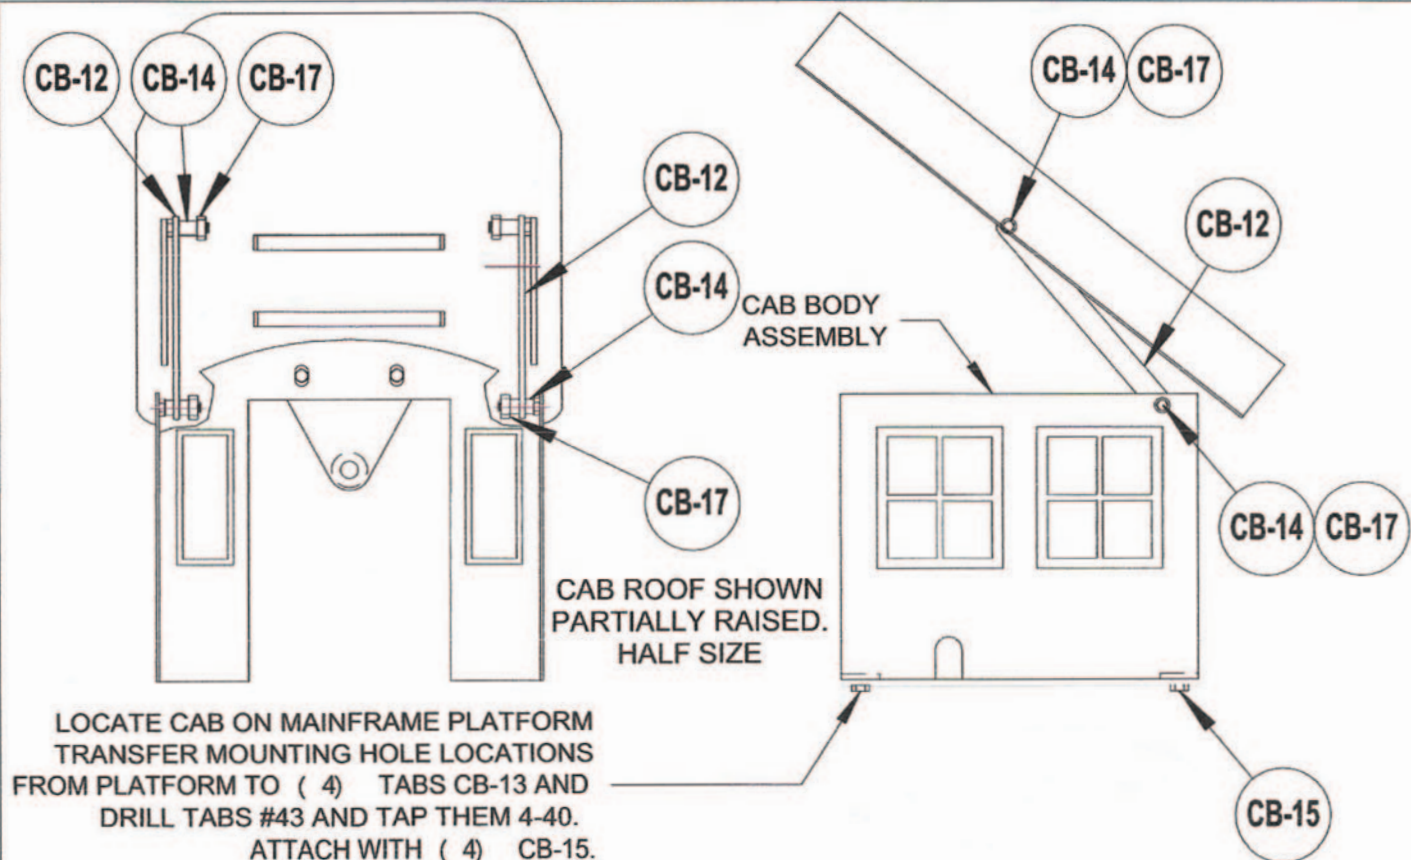 CB-12
CB-14
CB-17
CB-12
CB-14
CB-17
CB-14
CB-17
CB-12
CAB BODY
ASSEMBLY
CB-14
CB-17
CAB ROOF SHOWN
PARTIALLY RAISED.
HALF SIZE
LOCATE CAB ON MAINFRAME PLATFORM
TRANSFER MOUNTING HOLE LOCATIONS
FROM PLATFORM TO ( 4) TABS CB-13 AND
DRILL TABS #43 AND TAP THEM 4-40.
ATTACH WITH ( 4) CB-15.
CB-15